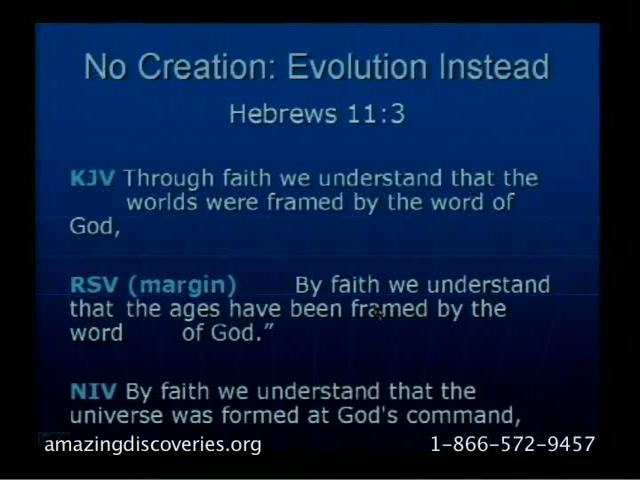 No Creation: Evolution Instead
Hebrews 11:3
KJV Through faith we understand that the
worlds were framed by the word of
God,
RSV (margin) By faith we understand
that the ages have been framed by the
word of God.”
NIV By faith we understand that the
universe was formed at God's command,
amazingdiscoveries.org 1-866-572-9457